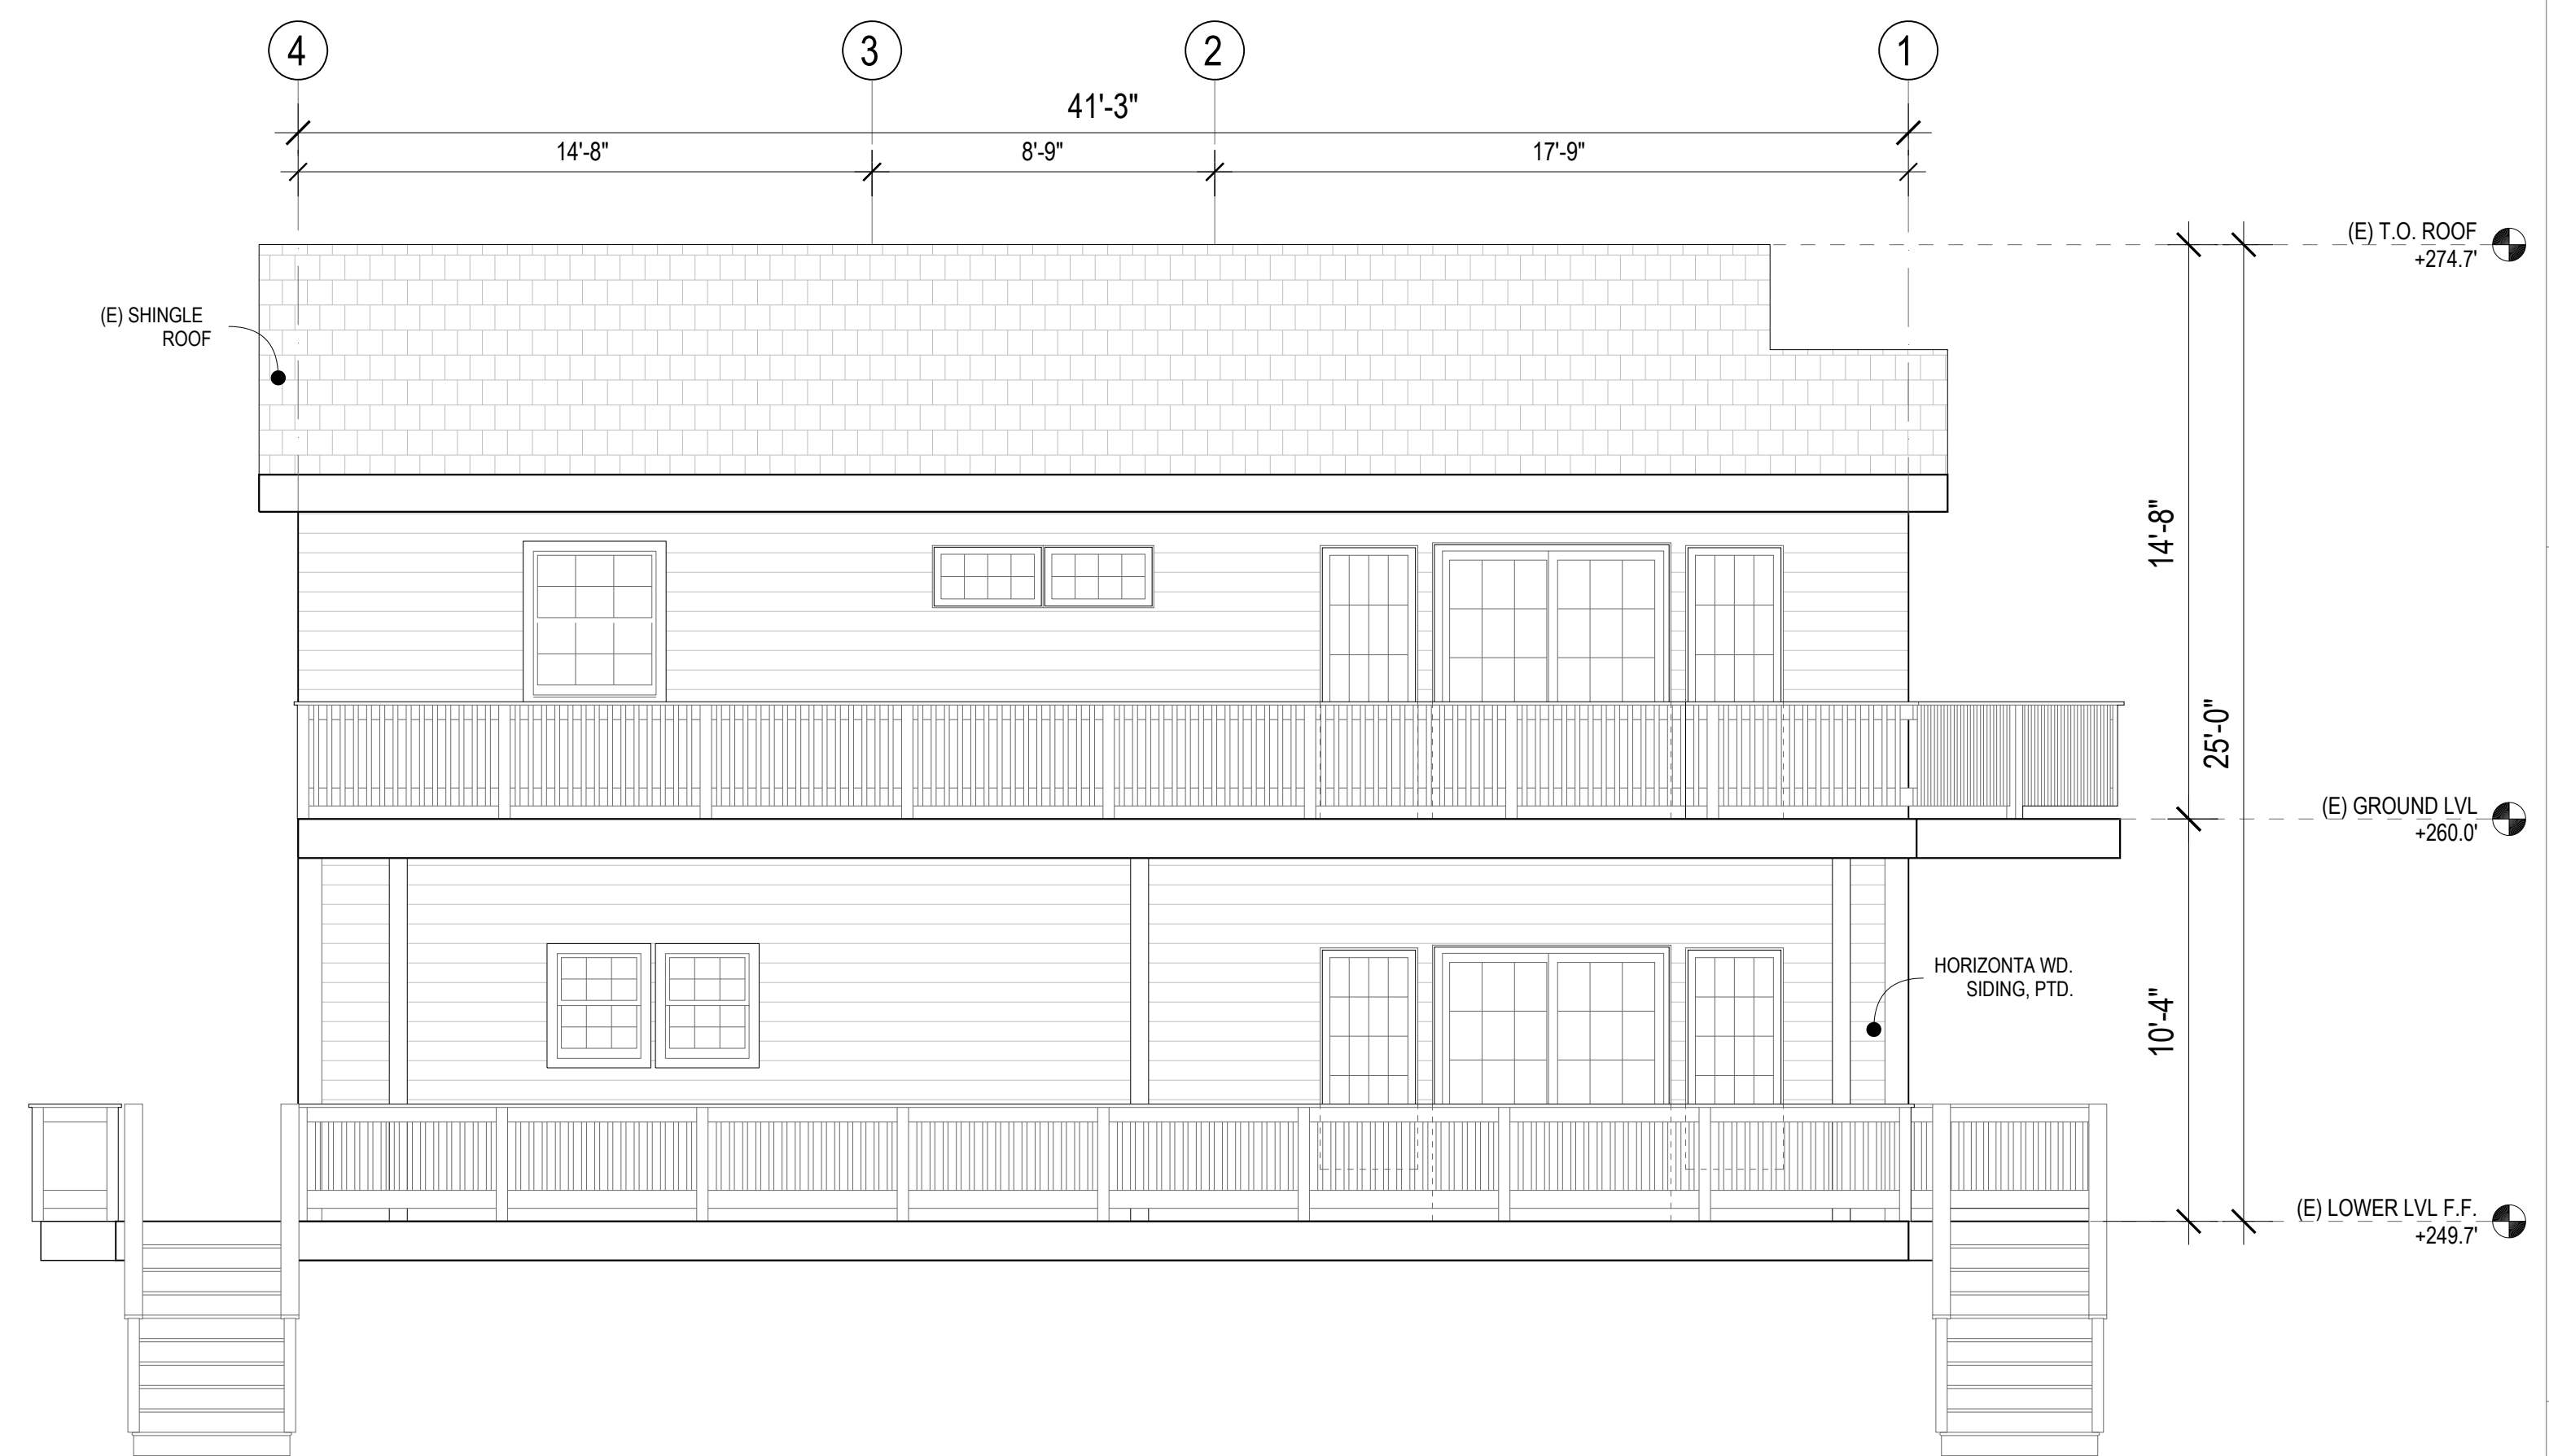 4
3
2
1
41'-3"
14'-8"
8'-9"
17'-9"
(E) T.O. ROOF
+274.7'
(E) SHINGLE
ROOF
14'-8"
25'-0"
(E) GROUND LVL
+260.0'
HORIZONTA WD.
SIDING, PTD.
10'-4"
(E) LOWER LVL F.F.
+249.7'